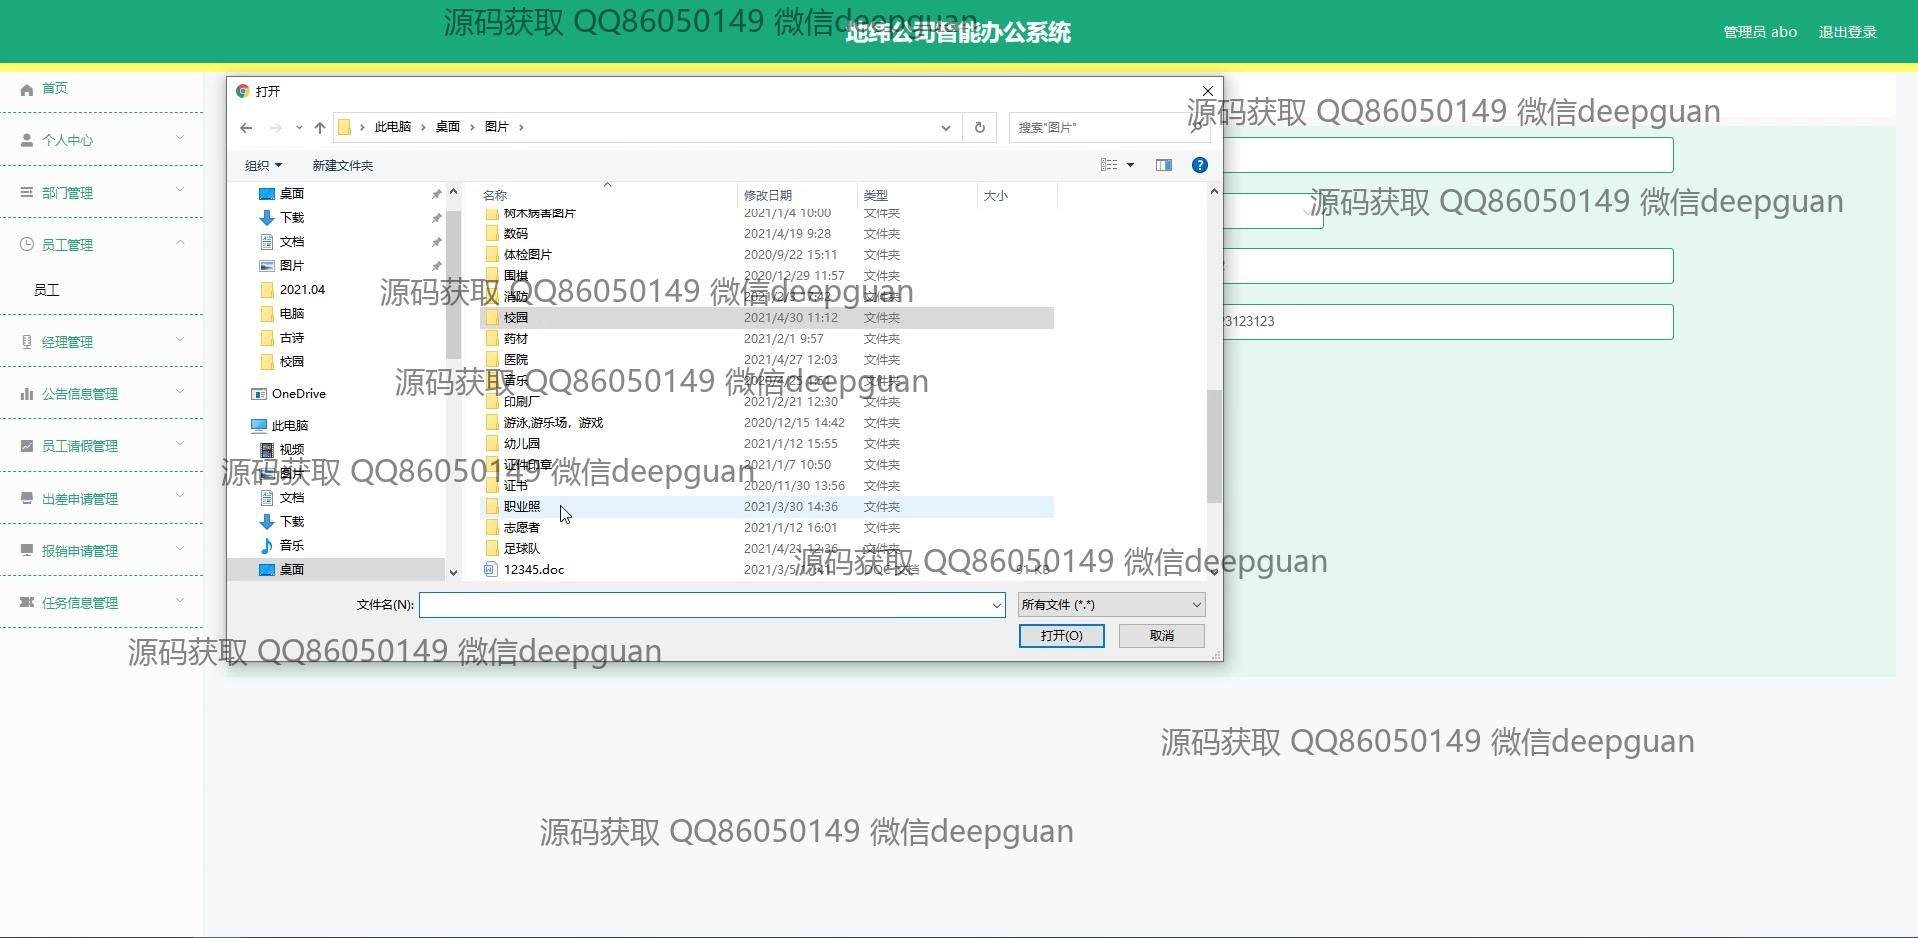 源码获取 QQ86050149 微信deepguan
地纬公司智能办公系统
管理员 abo
退出登录
首页
个人中心
部门管理
员工管理
员工
经理管理
公告信息管理
员工请假管理
出差申请管理
报销申请管理
任务信息管理
打开
此电脑 › 桌面 › 图片 ›
搜索"图片"
源码获取 QQ86050149 微信deepguan
组织
新建文件夹
源码获取 QQ86050149 微信deepguan
桌面
下载
文档
图片
2021.04
电脑
古诗
校园
OneDrive
此电脑
视频
图片
文档
下载
音乐
桌面
名称 修改日期 类型 大小
树木病害图片 2021/1/4 10:00 文件夹
数码 2021/4/19 9:28 文件夹
体检图片 2020/9/22 15:11 文件夹
围棋 2020/12/29 11:57 文件夹
消防 2021/2/3 17:42 文件夹
源码获取 QQ86050149 微信deepguan
校园 2021/4/30 11:12 文件夹
23123123
药材 2021/2/1 9:57 文件夹
医院 2021/4/27 12:03 文件夹
音乐 2020/4/25 1:51 文件夹
源码获取 QQ86050149 微信deepguan
印刷厂 2021/2/21 12:30 文件夹
游泳,游乐场，游戏 2020/12/15 14:42 文件夹
幼儿园 2021/1/12 15:55 文件夹
证件印章 2021/1/7 10:50 文件夹
源码获取 QQ86050149 微信deepguan
证书 2020/11/30 13:56 文件夹
职业照 2021/3/30 14:36 文件夹
志愿者 2021/1/12 16:01 文件夹
足球队 2021/4/21 12:36 文件夹
源码获取 QQ86050149 微信deepguan
12345.doc 2021/3/5 17:41 DOC 文档 91 KB
文件名(N):
所有文件 (*.*)
打开(O)
取消
源码获取 QQ86050149 微信deepguan
源码获取 QQ86050149 微信deepguan
源码获取 QQ86050149 微信deepguan